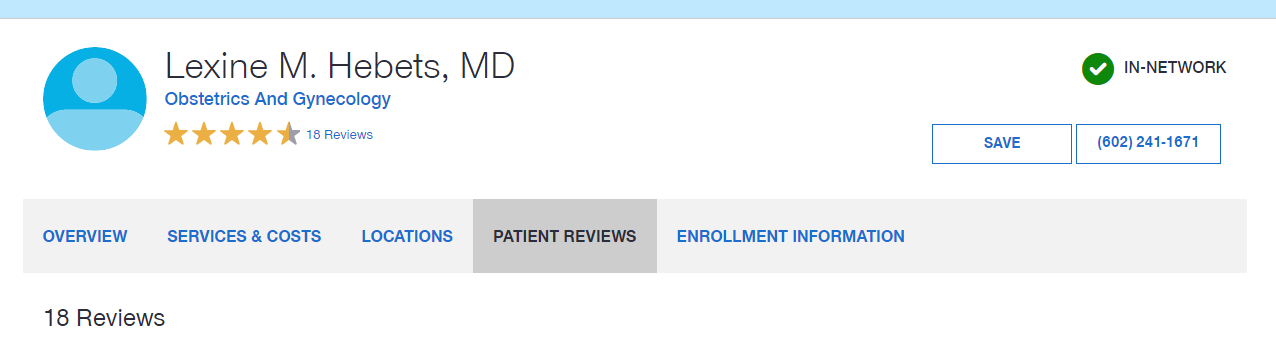 Lexine M. Hebets, MD
Obstetrics And Gynecology
18 Reviews
IN-NETWORK
SAVE
(602) 241-1671
OVERVIEW
SERVICES & COSTS
LOCATIONS
PATIENT REVIEWS
ENROLLMENT INFORMATION
18 Reviews